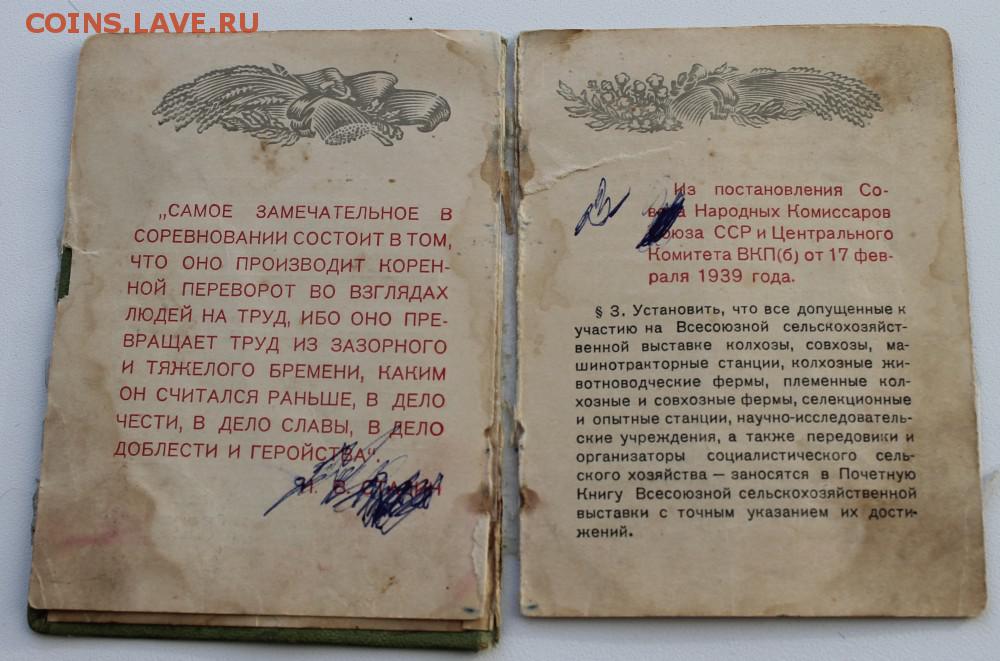 COINS.LAVE.RU
„САМОЕ ЗАМЕЧАТЕЛЬНОЕ В
СОРЕВНОВАНИИ СОСТОИТ В ТОМ,
ЧТО ОНО ПРОИЗВОДИТ КОРЕН-
НОЙ ПЕРЕВОРОТ ВО ВЗГЛЯДАХ
ЛЮДЕЙ НА ТРУД, ИБО ОНО ПРЕ-
ВРАЩАЕТ ТРУД ИЗ ЗАЗОРНОГО
И ТЯЖЕЛОГО БРЕМЕНИ, КАКИМ
ОН СЧИТАЛСЯ РАНЬШЕ, В ДЕЛО
ЧЕСТИ, В ДЕЛО СЛАВЫ, В ДЕЛО
ДОБЛЕСТИ И ГЕРОЙСТВА“.
И. В. СТАЛИН
Из постановления Со-
вета Народных Комиссаров
Союза ССР и Центрального
Комитета ВКП(б) от 17 фев-
раля 1939 года.
§ 3. Установить, что все допущенные к
участию на Всесоюзной сельскохозяйст-
венной выставке колхозы, совхозы, ма-
шинотракторные станции, колхозные жи-
вотноводческие фермы, племенные кол-
хозные и совхозные фермы, селекционные
и опытные станции, научно-исследователь-
ские учреждения, а также передовики и
организаторы социалистического сель-
ского хозяйства — заносятся в Почетную
Книгу Всесоюзной сельскохозяйственной
выставки с точным указанием их дости-
жений.